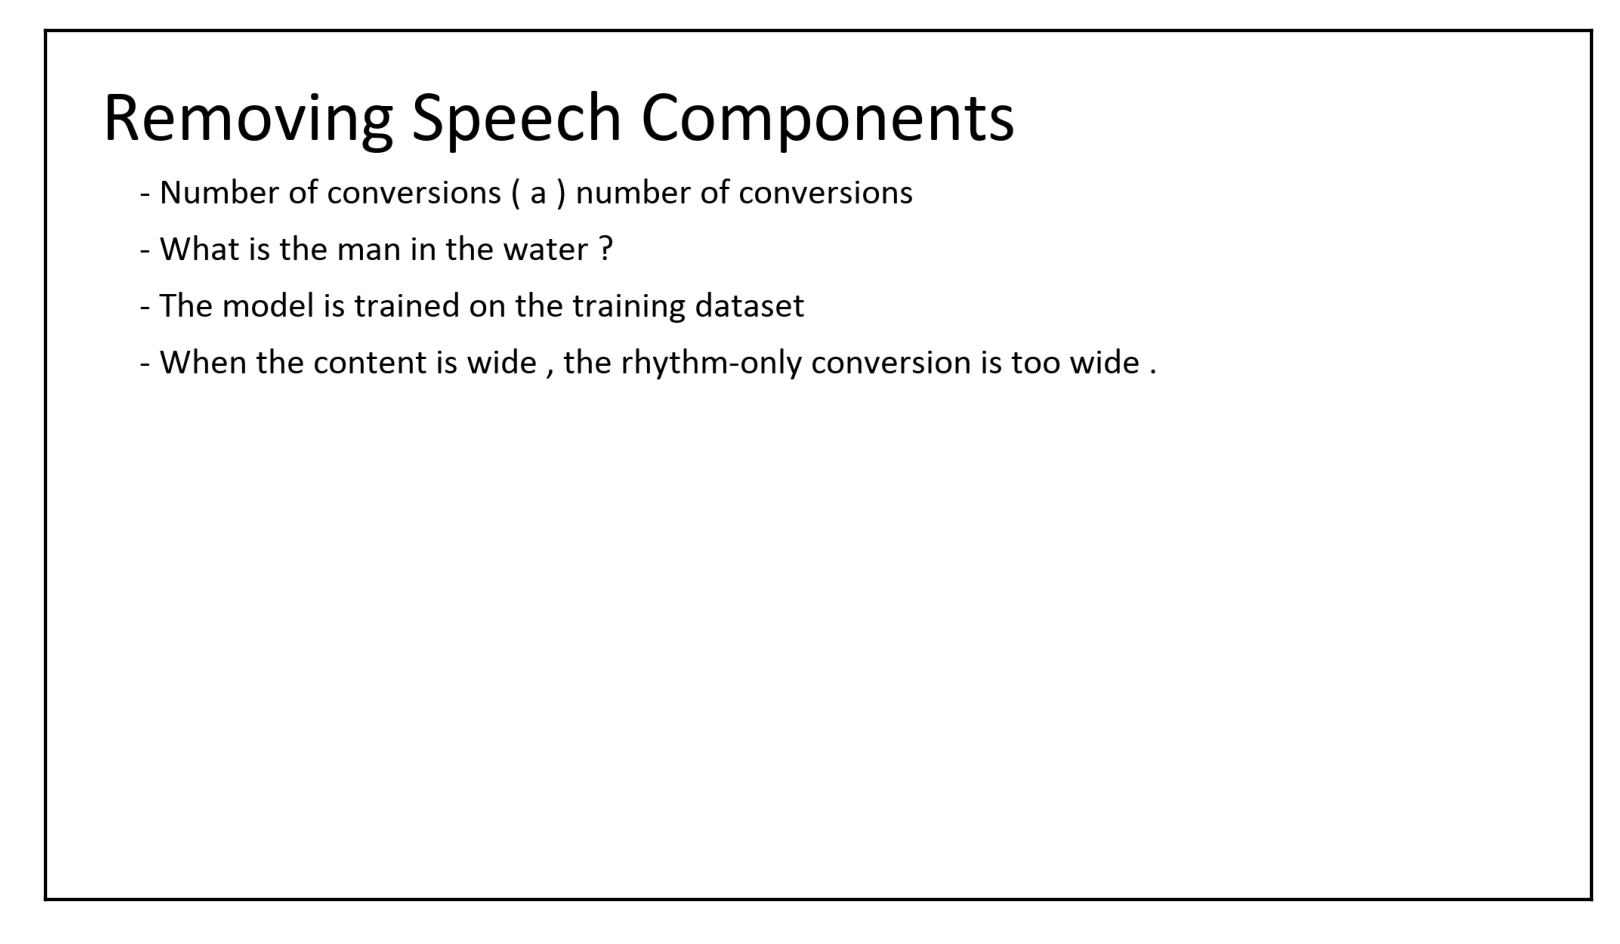 Removing Speech Components
- Number of conversions ( a ) number of conversions
- What is the man in the water ?
- The model is trained on the training dataset
- When the content is wide , the rhythm-only conversion is too wide .